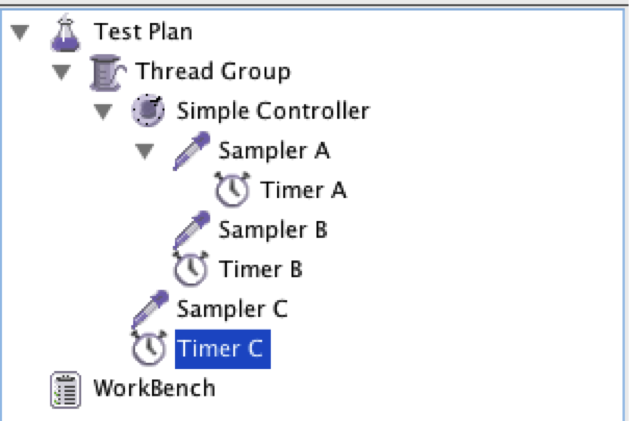 Test Plan
Thread Group
Simple Controller
Sampler A
Timer A
Sampler B
Timer B
Sampler C
Timer C
WorkBench